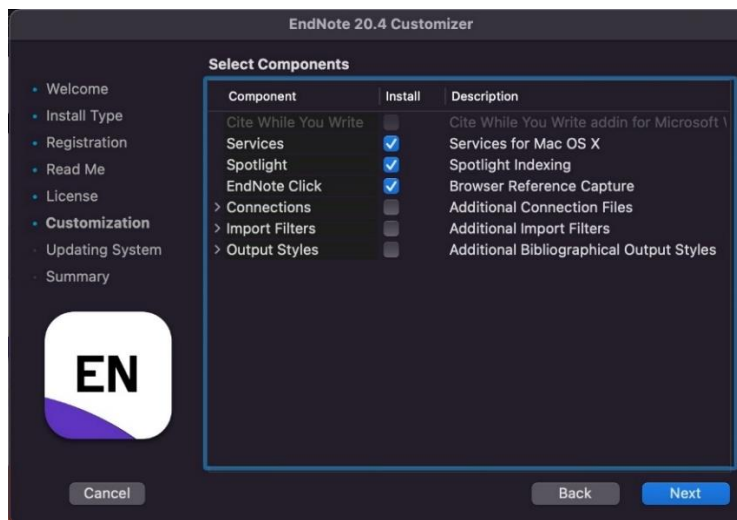 EndNote 20.4 Customizer
Select Components
Welcome
Install Type
Registration
Read Me
License
Customization
Updating System
Summary
EN
Component Install Description
Cite While You Write Cite While You Write addin for Microsoft
Services Services for Mac OS X
Spotlight Spotlight Indexing
EndNote Click Browser Reference Capture
Connections Additional Connection Files
Import Filters Additional Import Filters
Output Styles Additional Bibliographical Output Styles
Cancel Back Next